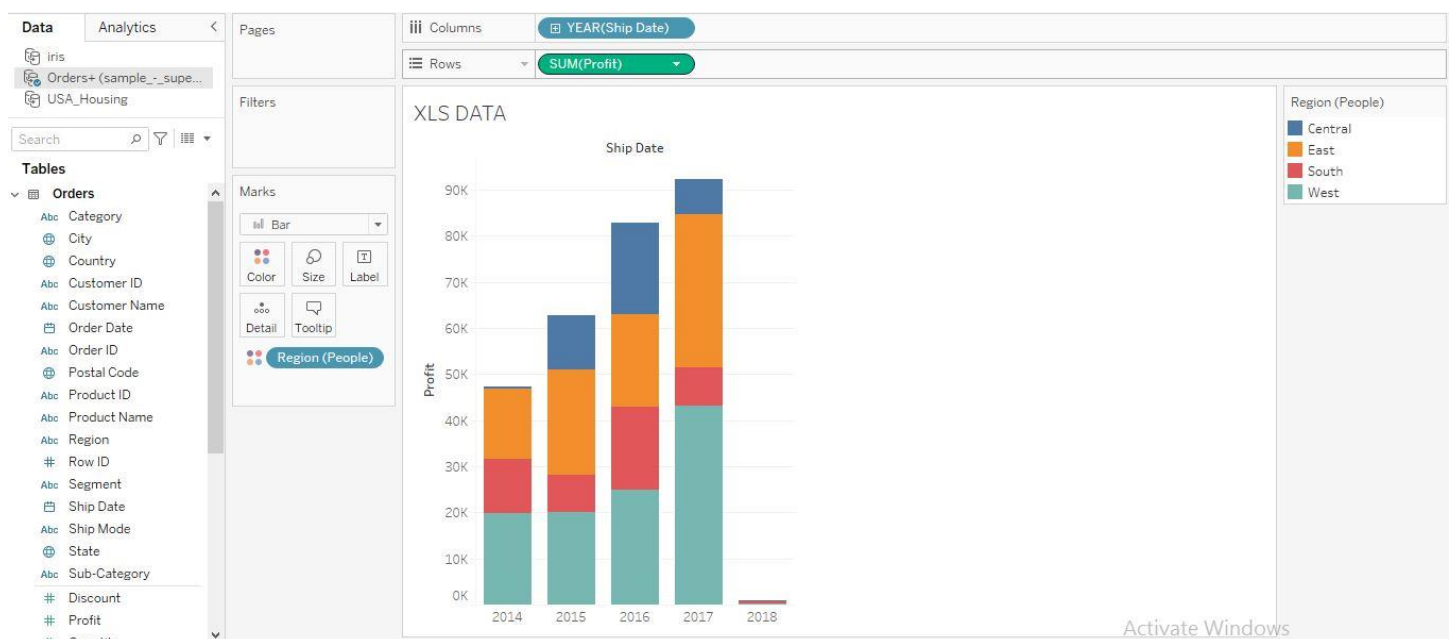 Data Analytics <
iris
Orders+ (sample_-_supe...
USA_Housing
Search
Tables
Orders
Abc Category
City
Country
Abc Customer ID
Abc Customer Name
Order Date
Abc Order ID
Postal Code
Abc Product ID
Abc Product Name
Abc Region
# Row ID
Abc Segment
Ship Date
Abc Ship Mode
State
Abc Sub-Category
# Discount
# Profit
Pages
Filters
Marks
Bar
Color Size Label
Detail Tooltip
Region (People)
Columns YEAR(Ship Date)
Rows SUM(Profit)
XLS DATA
Ship Date
90K
80K
70K
60K
50K
40K
30K
20K
10K
0K
Profit
2014 2015 2016 2017 2018
Region (People)
Central
East
South
West
Activate Windows